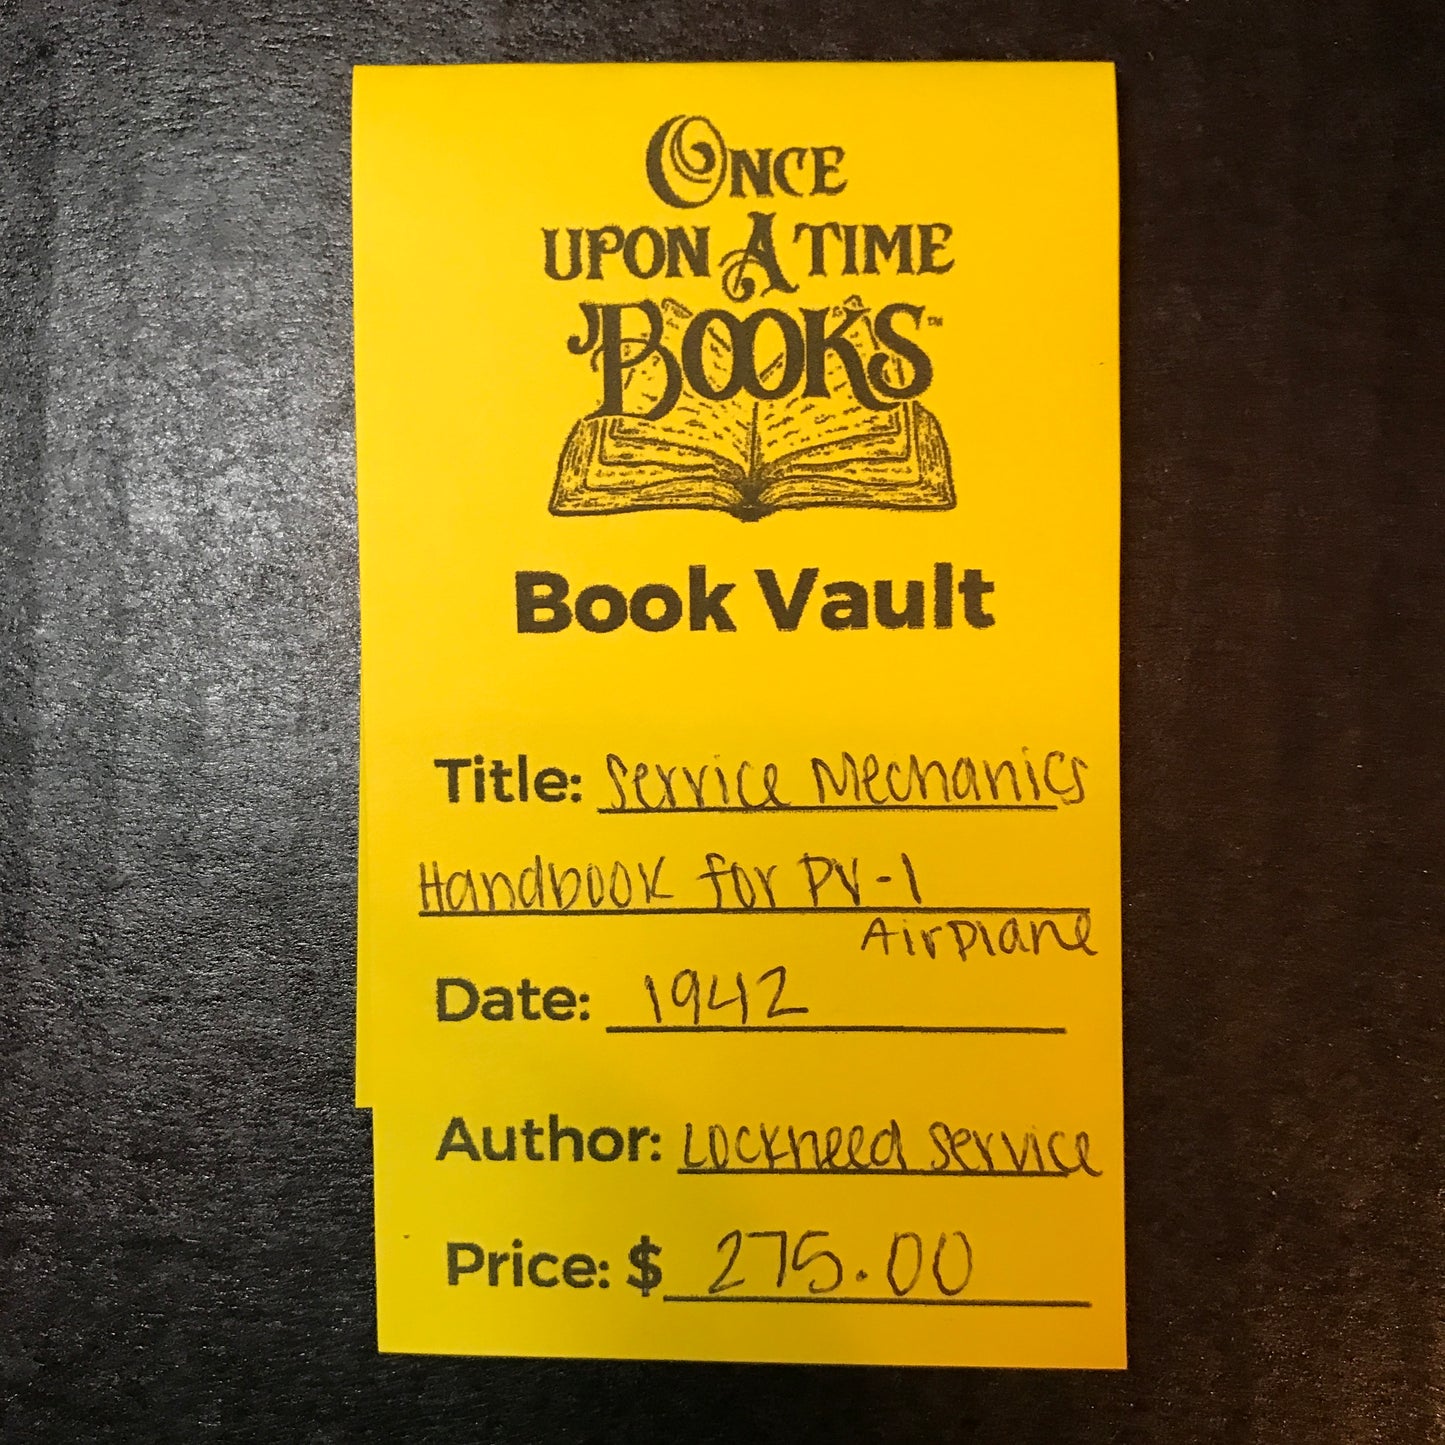 ONCE
UPON A TIME
BOOKS™
Book Vault
Title: Service Mechanics
Handbook for PV-1
Airplane
Date: 1942
Author: Lockheed Service
Price: $ 275.00